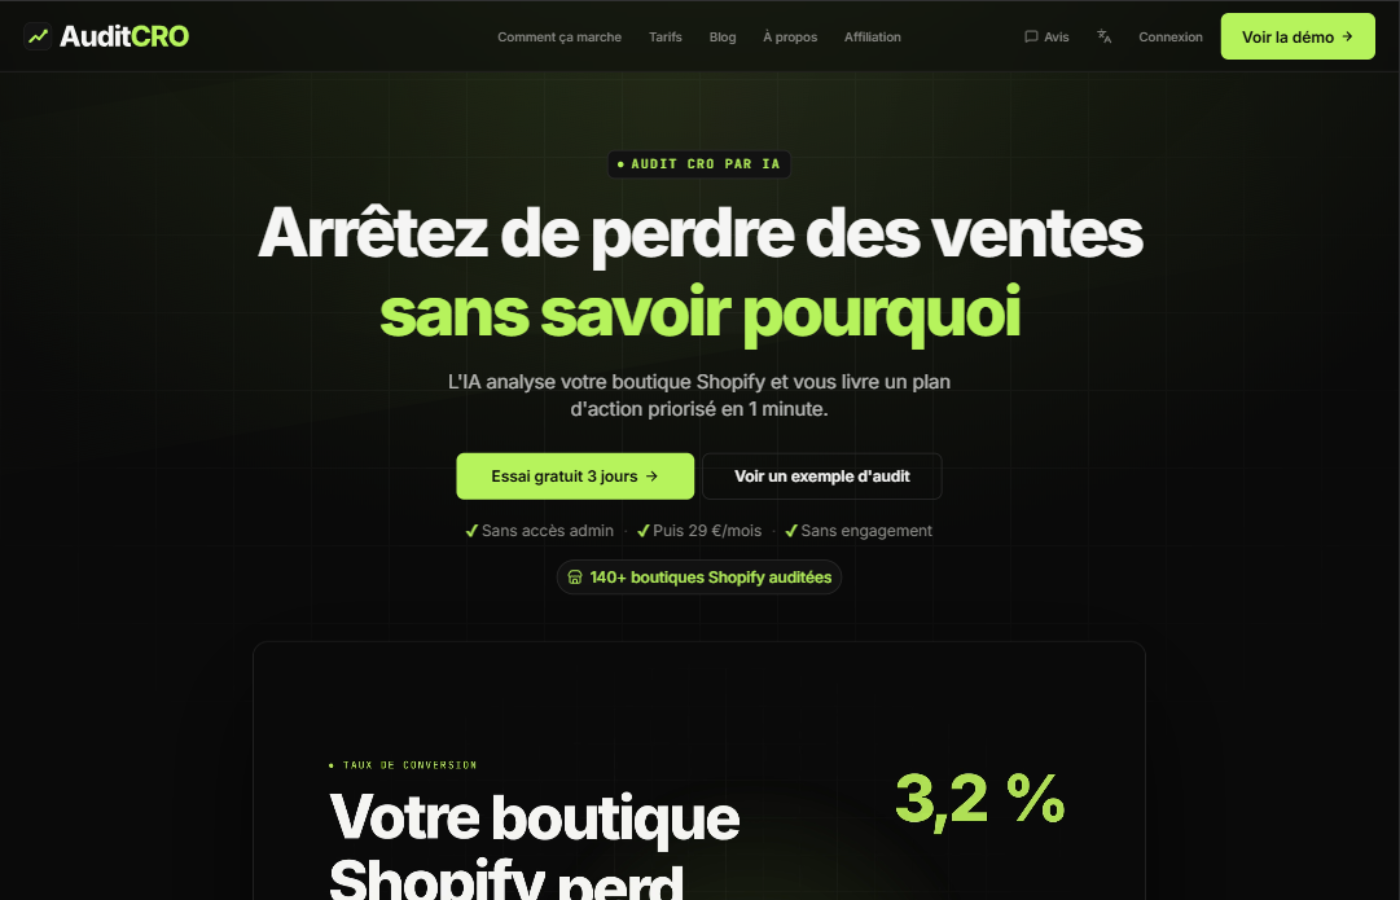 AuditCRO
Comment ça marche
Tarifs
Blog
À propos
Affiliation
Avis
Connexion
Voir la démo →
• AUDIT CRO PAR IA
Arrêtez de perdre des ventes
sans savoir pourquoi
L'IA analyse votre boutique Shopify et vous livre un plan
d'action priorisé en 1 minute.
Essai gratuit 3 jours →
Voir un exemple d'audit
✓ Sans accès admin · ✓ Puis 29 €/mois · ✓ Sans engagement
140+ boutiques Shopify auditées
• TAUX DE CONVERSION
3,2 %
Votre boutique
Shopify perd